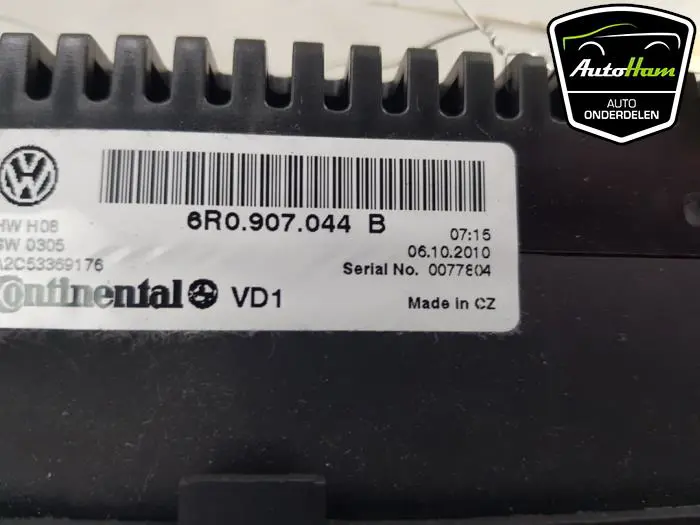 AutoHam
AUTO
ONDERDELEN
6R0.907.044 B
HW H08
SW 0305
A2C53369176
07:15
06.10.2010
Serial No. 0077804
Continental VD1
Made in CZ